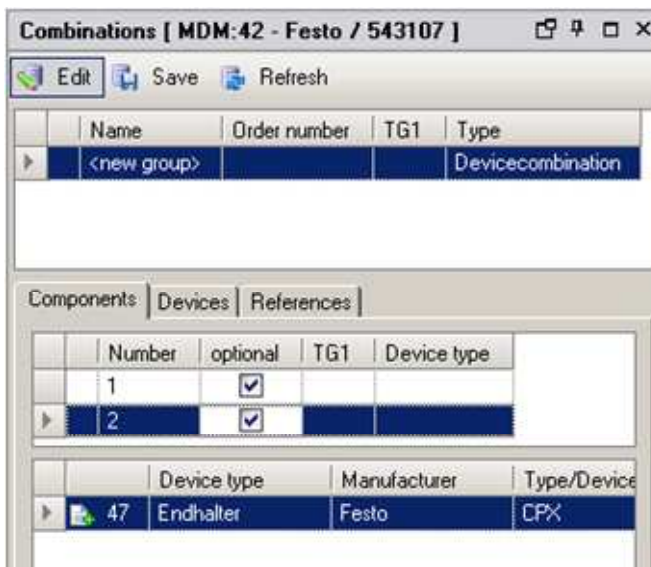 Combinations [ MDM:42 - Festo / 543107 ]
Edit Save Refresh
Name Order number TG1 Type
<new group> Devicecombination
Components Devices References
Number optional TG1 Device type
1
2
Device type Manufacturer Type/Device
47 Endhalter Festo CPX